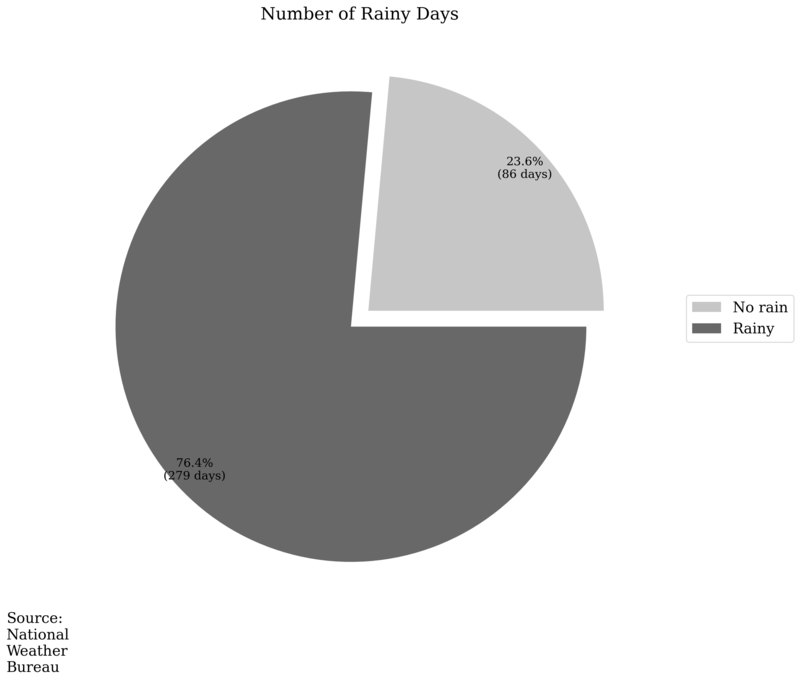 Number of Rainy Days
23.6%
(86 days)
No rain
Rainy
76.4%
(279 days)
Source:
National
Weather
Bureau